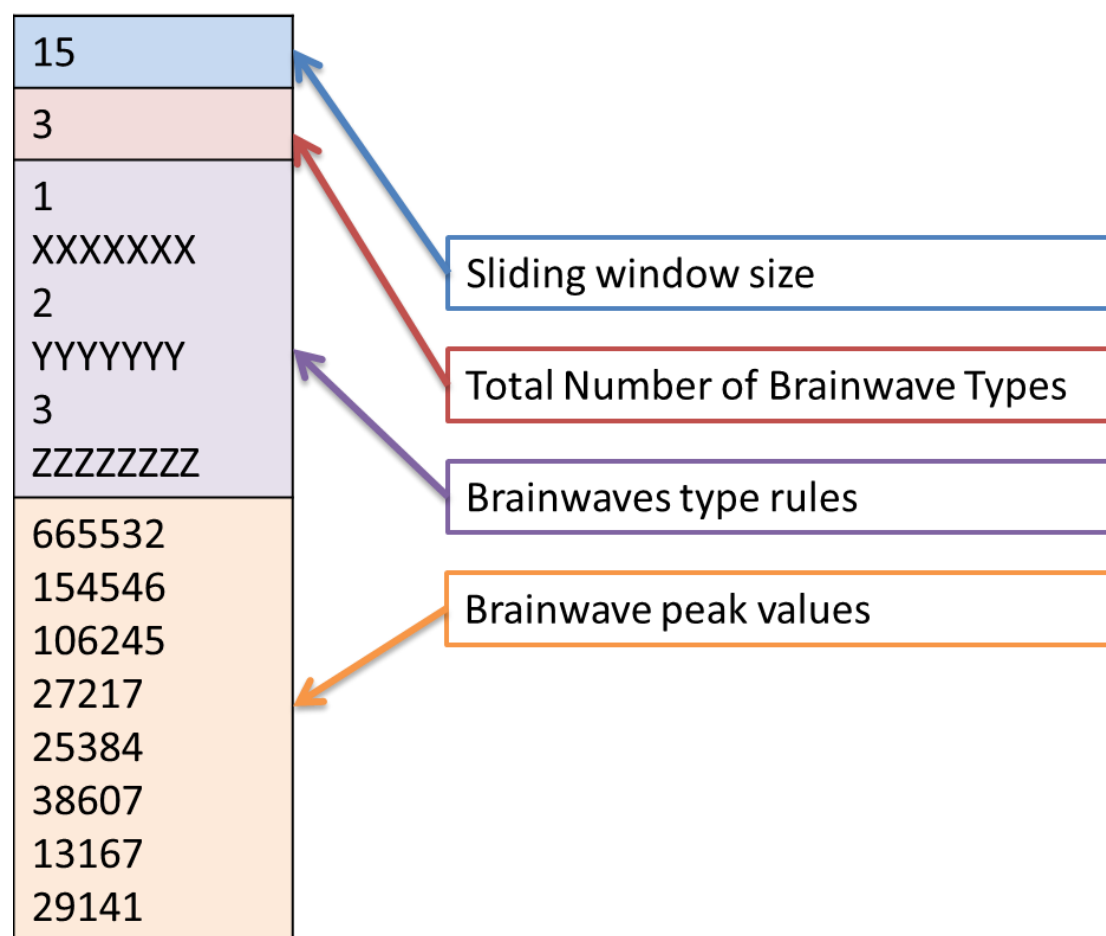 15
3
1
XXXXXXX
2
YYYYYYY
3
ZZZZZZZZ
665532
154546
106245
27217
25384
38607
13167
29141
Sliding window size
Total Number of Brainwave Types
Brainwaves type rules
Brainwave peak values